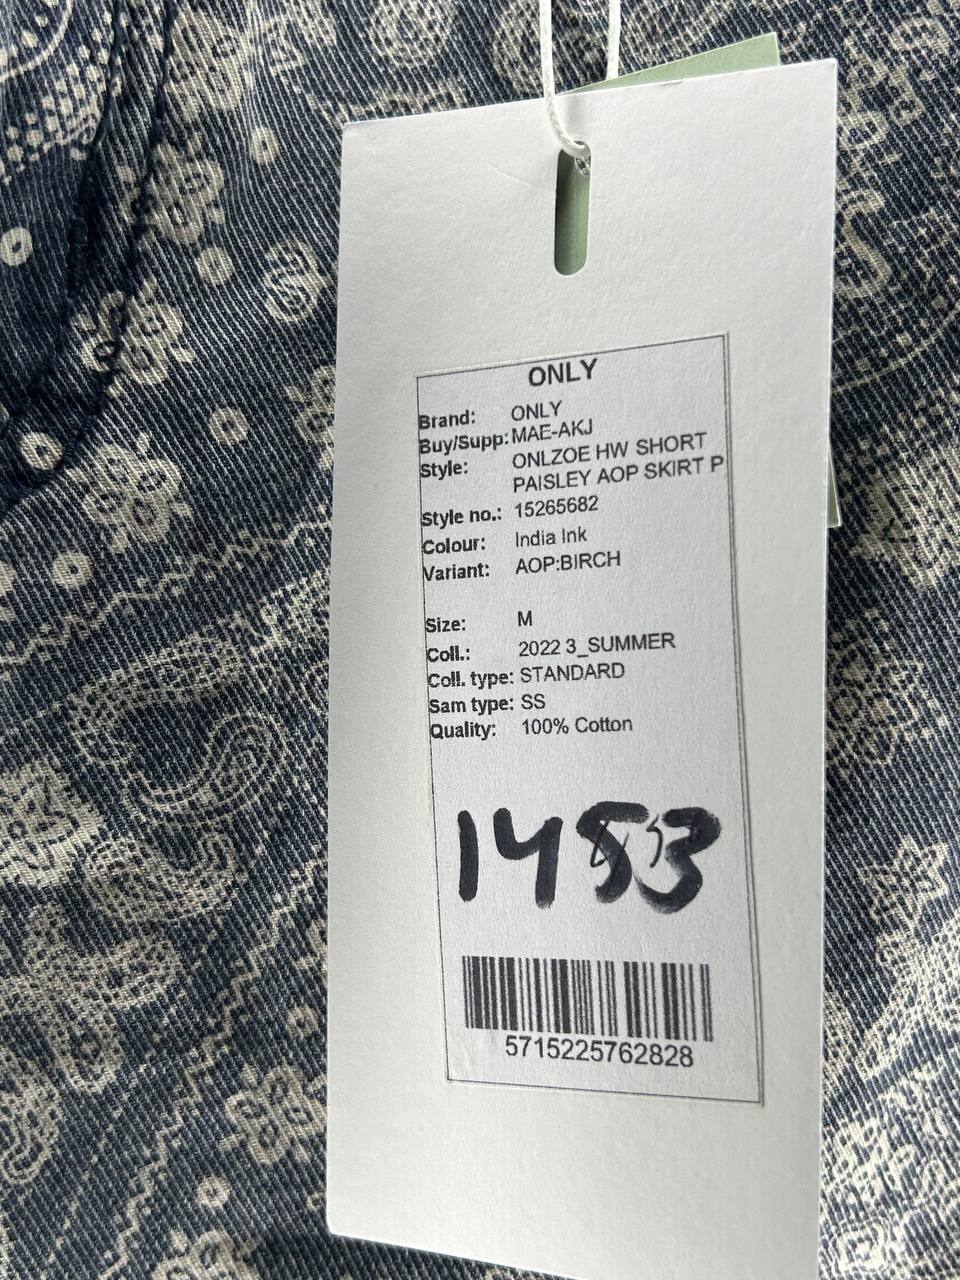 ONLY
Brand: ONLY
Buy/Supp: MAE-AKJ
Style: ONLZOE HW SHORT
PAISLEY AOP SKIRT P
Style no.: 15265682
Colour: India Ink
Variant: AOP:BIRCH
Size: M
Coll.: 2022 3_SUMMER
Coll. type: STANDARD
Sam type: SS
Quality: 100% Cotton
1453
5715225762828